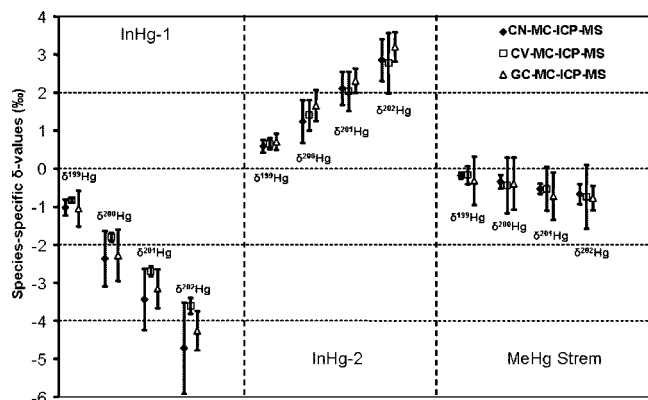 InHg-1
CN-MC-ICP-MS
CV-MC-ICP-MS
GC-MC-ICP-MS
Species-specific δ-values (‰)
4
3
2
1
0
-1
-2
-3
-4
-5
-6
δ¹⁹⁹Hg
δ²⁰⁰Hg
δ²⁰¹Hg
δ²⁰²Hg
δ¹⁹⁹Hg
δ²⁰⁰Hg
δ²⁰¹Hg
δ²⁰²Hg
δ¹⁹⁹Hg
δ²⁰⁰Hg
δ²⁰¹Hg
δ²⁰²Hg
InHg-2
MeHg Strem